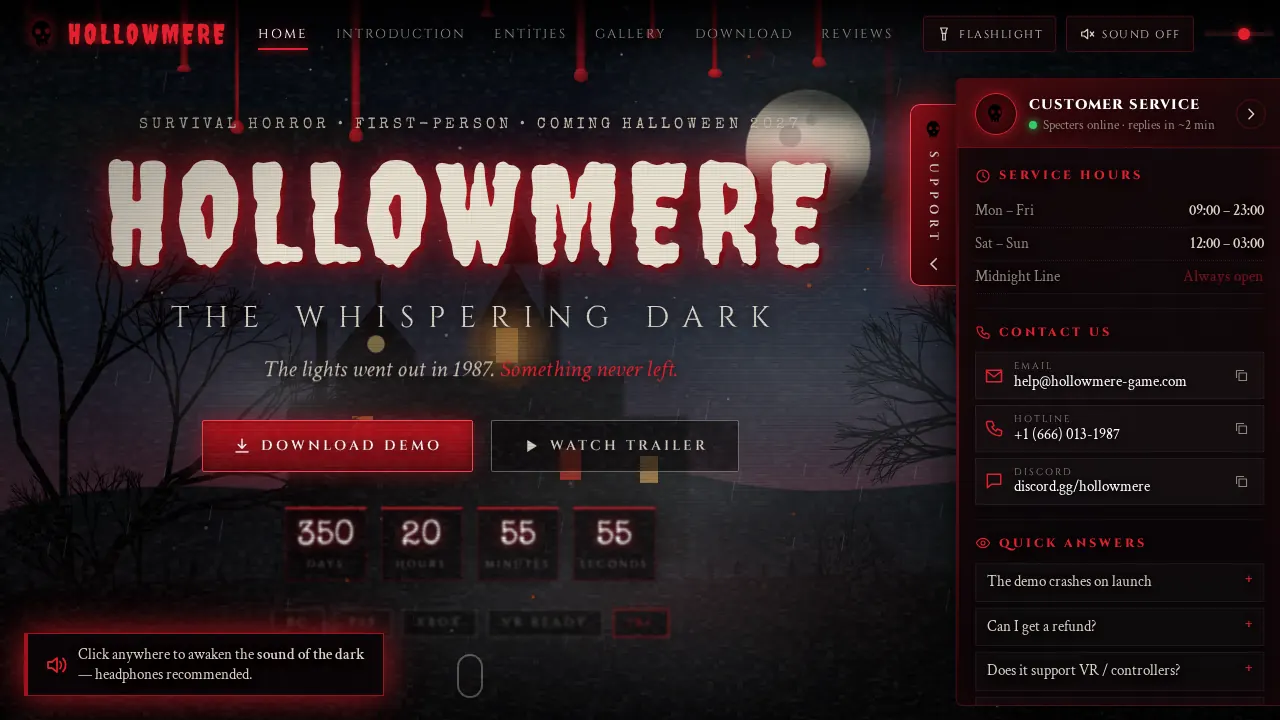 HOLLOWMERE
HOME
INTRODUCTION
ENTITIES
GALLERY
DOWNLOAD
REVIEWS
FLASHLIGHT
SOUND OFF
SURVIVAL HORROR • FIRST-PERSON • COMING HALLOWEEN 2027
HOLLOWMERE
THE WHISPERING DARK
The lights went out in 1987. Something never left.
DOWNLOAD DEMO
WATCH TRAILER
350
DAYS
20
HOURS
55
MINUTES
55
SECONDS
PC
XBOX
VR READY
Click anywhere to awaken the sound of the dark
— headphones recommended.
SUPPORT
CUSTOMER SERVICE
Specters online · replies in ~2 min
SERVICE HOURS
Mon – Fri
09:00 – 23:00
Sat – Sun
12:00 – 03:00
Midnight Line
Always open
CONTACT US
EMAIL
help@hollowmere-game.com
HOTLINE
+1 (666) 013-1987
DISCORD
discord.gg/hollowmere
QUICK ANSWERS
The demo crashes on launch
+
Can I get a refund?
+
Does it support VR / controllers?
+